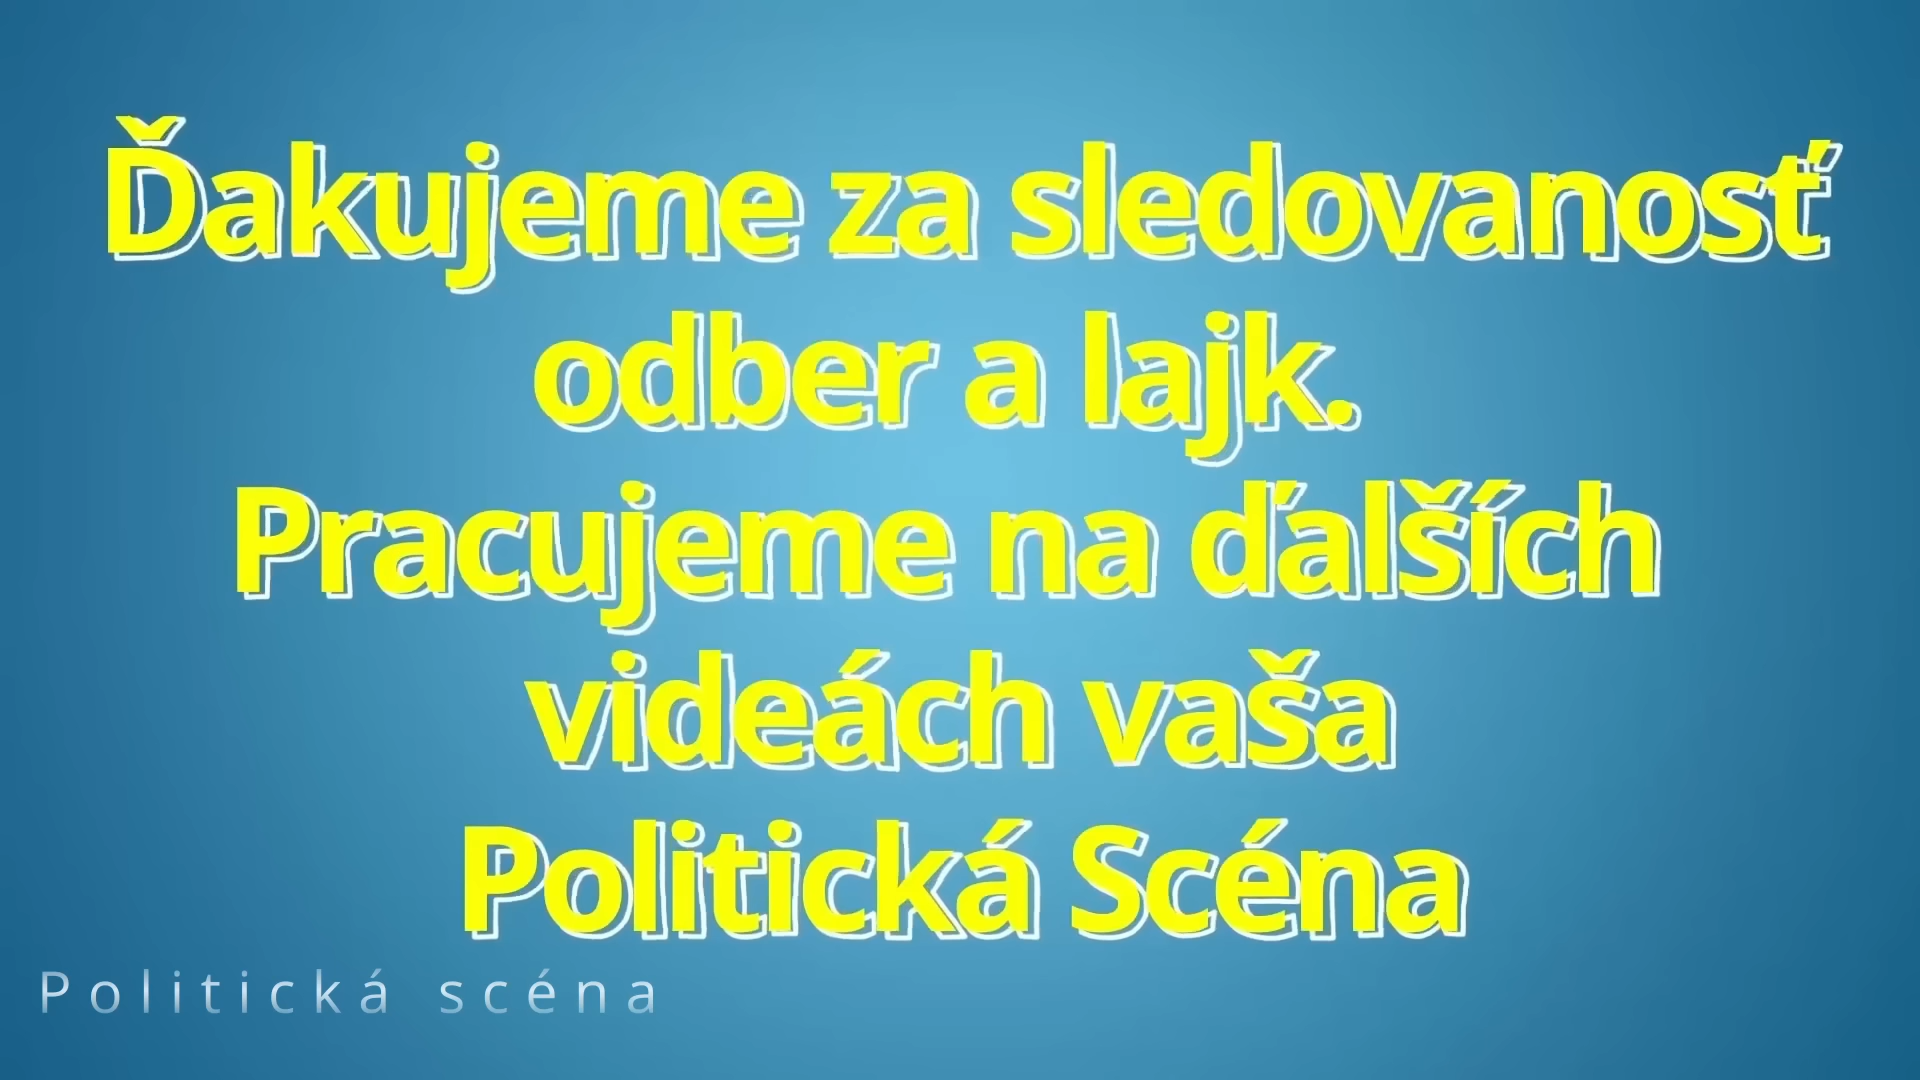 Ďakujeme za sledovanosť
odber a lajk.
Pracujeme na ďalších
videách vaša
Politická Scéna
Politická scéna